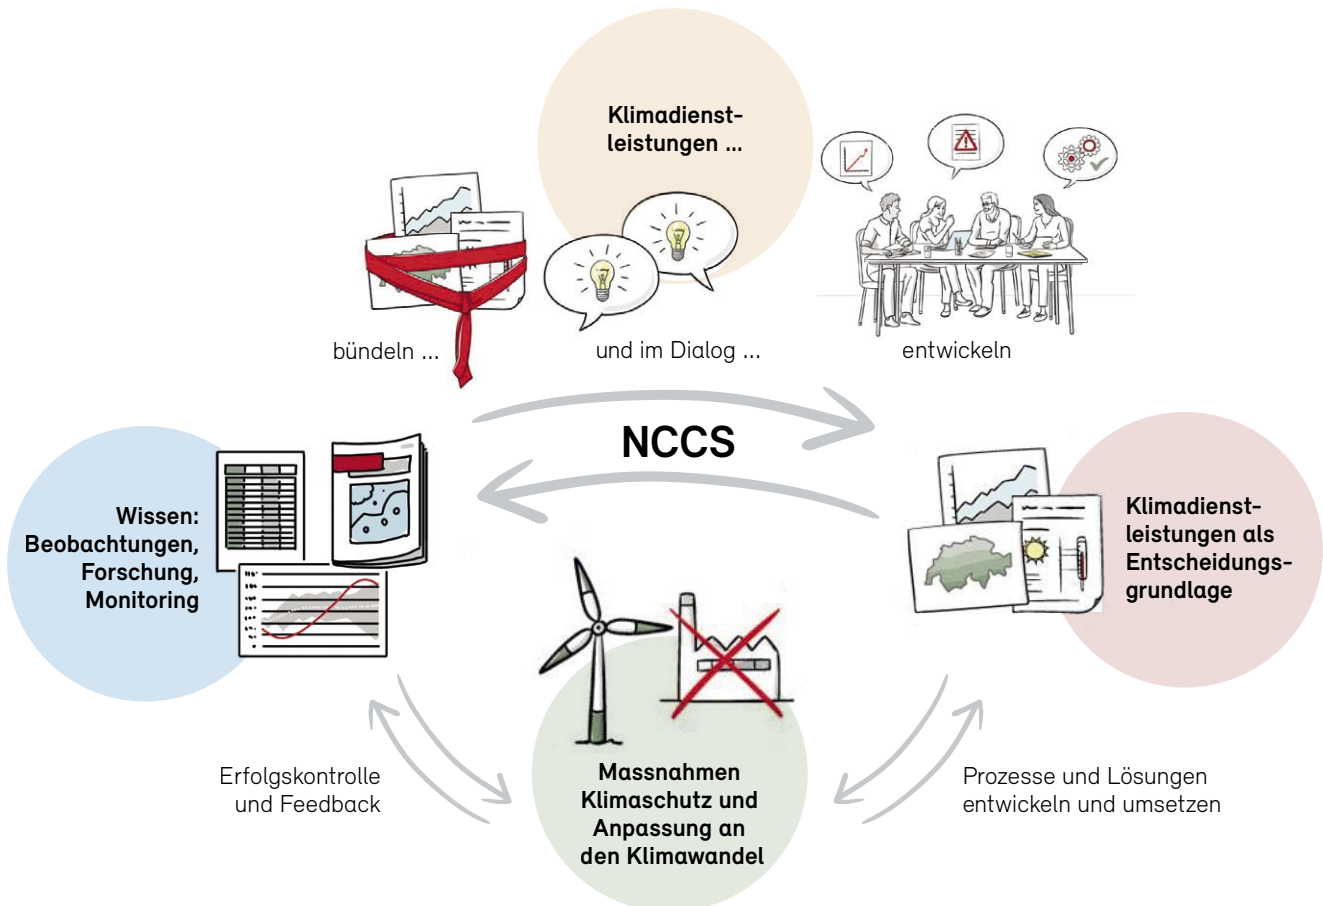 Klimadienst-
leistungen ...
bündeln ...
und im Dialog ...
entwickeln
NCCS
Wissen:
Beobachtungen,
Forschung,
Monitoring
Klimadienst-
leistungen als
Entscheidungs-
grundlage
Erfolgskontrolle
und Feedback
Massnahmen
Klimaschutz und
Anpassung an
den Klimawandel
Prozesse und Lösungen
entwickeln und umsetzen